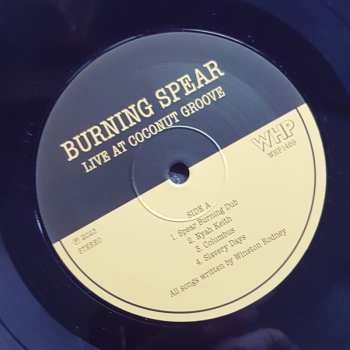 BURNING SPEAR
LIVE AT COCONUT GROOVE
WHP
SIDE A
1. Spear Burning Dub
2. Nyah Keith
3. Columbus
4. Slavery Days
All songs written by Winston Rodney
STEREO